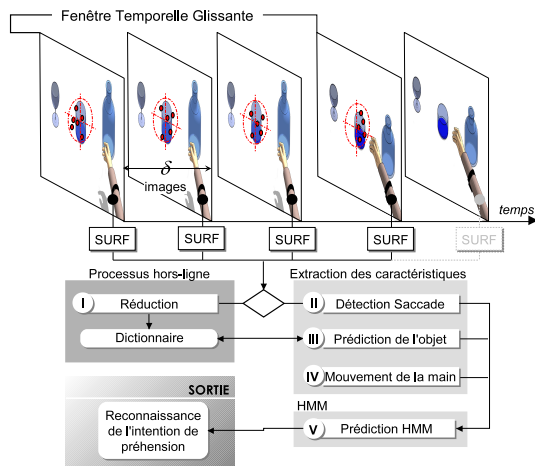 Fenêtre Temporelle Glissante
δ
images
temps
SURF SURF SURF SURF SURF
Processus hors-ligne
Extraction des caractéristiques
I Réduction
II Détection Saccade
Dictionnaire
III Prédiction de l'objet
IV Mouvement de la main
SORTIE
HMM
Reconnaissance
de l'intention de
préhension
V Prédiction HMM